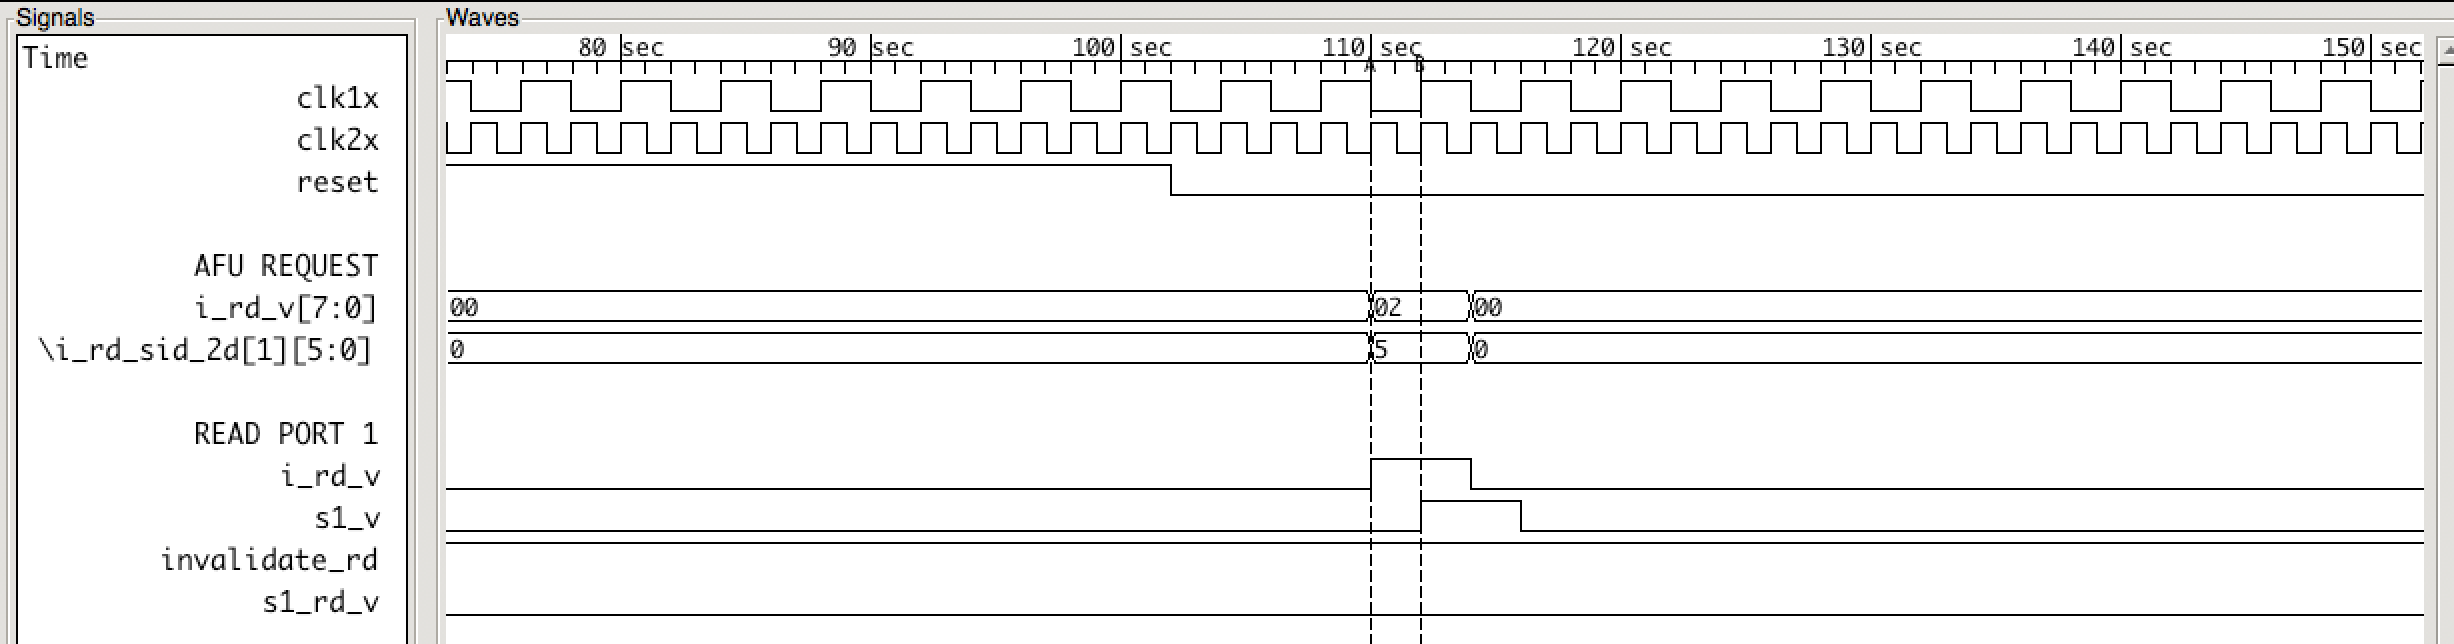 Signals
Waves
Time
80 sec 90 sec 100 sec 110 sec 120 sec 130 sec 140 sec 150 sec
A B
clk1x
clk2x
reset
AFU REQUEST
i_rd_v[7:0] 00 02 00
\i_rd_sid_2d[1][5:0] 0 5 0
READ PORT 1
i_rd_v
s1_v
invalidate_rd
s1_rd_v